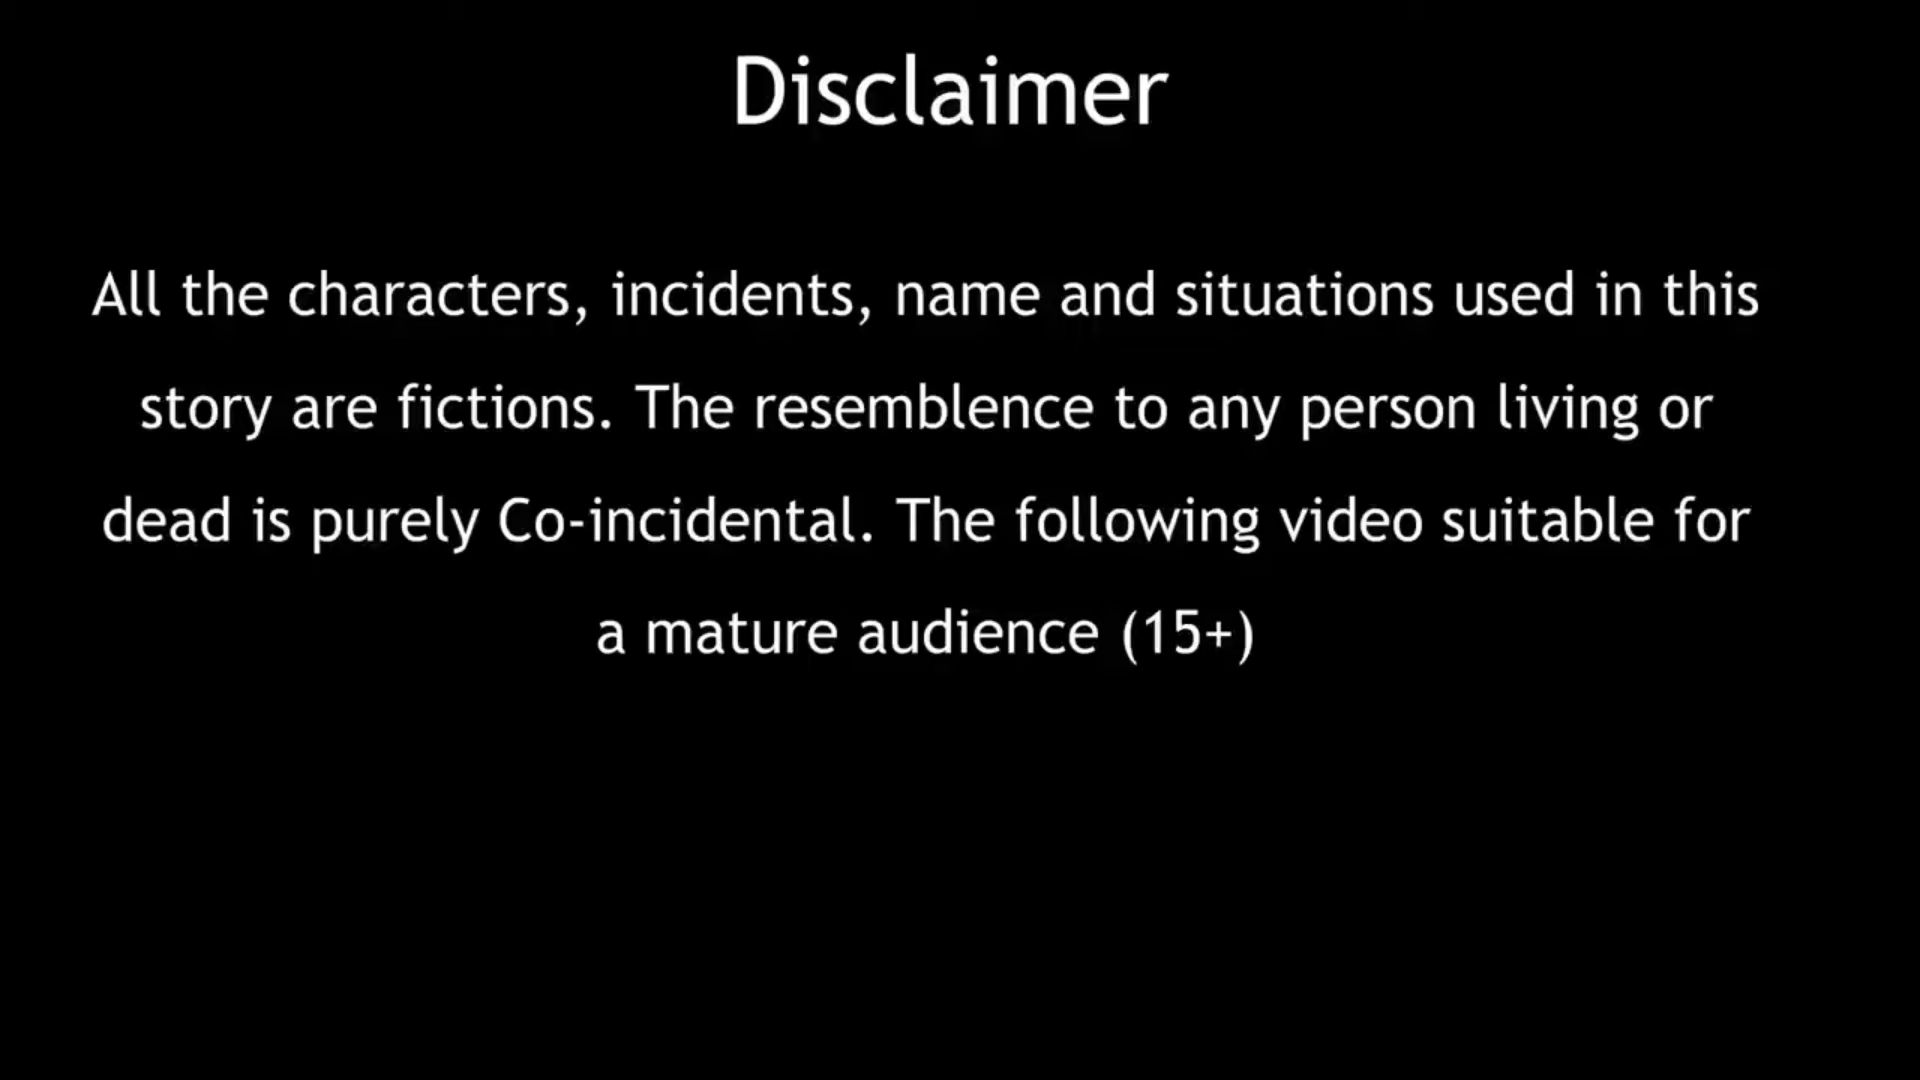 Disclaimer
All the characters, incidents, name and situations used in this
story are fictions. The resemblence to any person living or
dead is purely Co-incidental. The following video suitable for
a mature audience (15+)